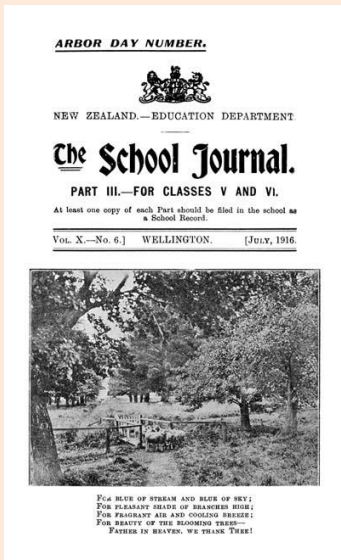 ARBOR DAY NUMBER.
NEW ZEALAND.—EDUCATION DEPARTMENT.
The School Journal.
PART III.—FOR CLASSES V AND VI.
At least one copy of each Part should be filed in the school as
a School Record.
VOL. X.—No. 6.] WELLINGTON. [JULY, 1916.
FOR BLUE OF STREAM AND BLUE OF SKY;
FOR PLEASANT SHADE OF BRANCHES HIGH;
FOR FRAGRANT AIR AND COOLING BREEZE;
FOR BEAUTY OF THE BLOOMING TREES—
FATHER IN HEAVEN, WE THANK THEE!